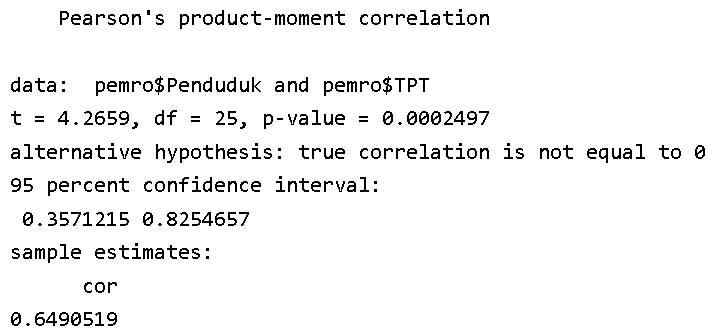 Pearson's product-moment correlation
data:  pemro$Penduduk and pemro$TPT
t = 4.2659, df = 25, p-value = 0.0002497
alternative hypothesis: true correlation is not equal to 0
95 percent confidence interval:
0.3571215 0.8254657
sample estimates:
cor
0.6490519